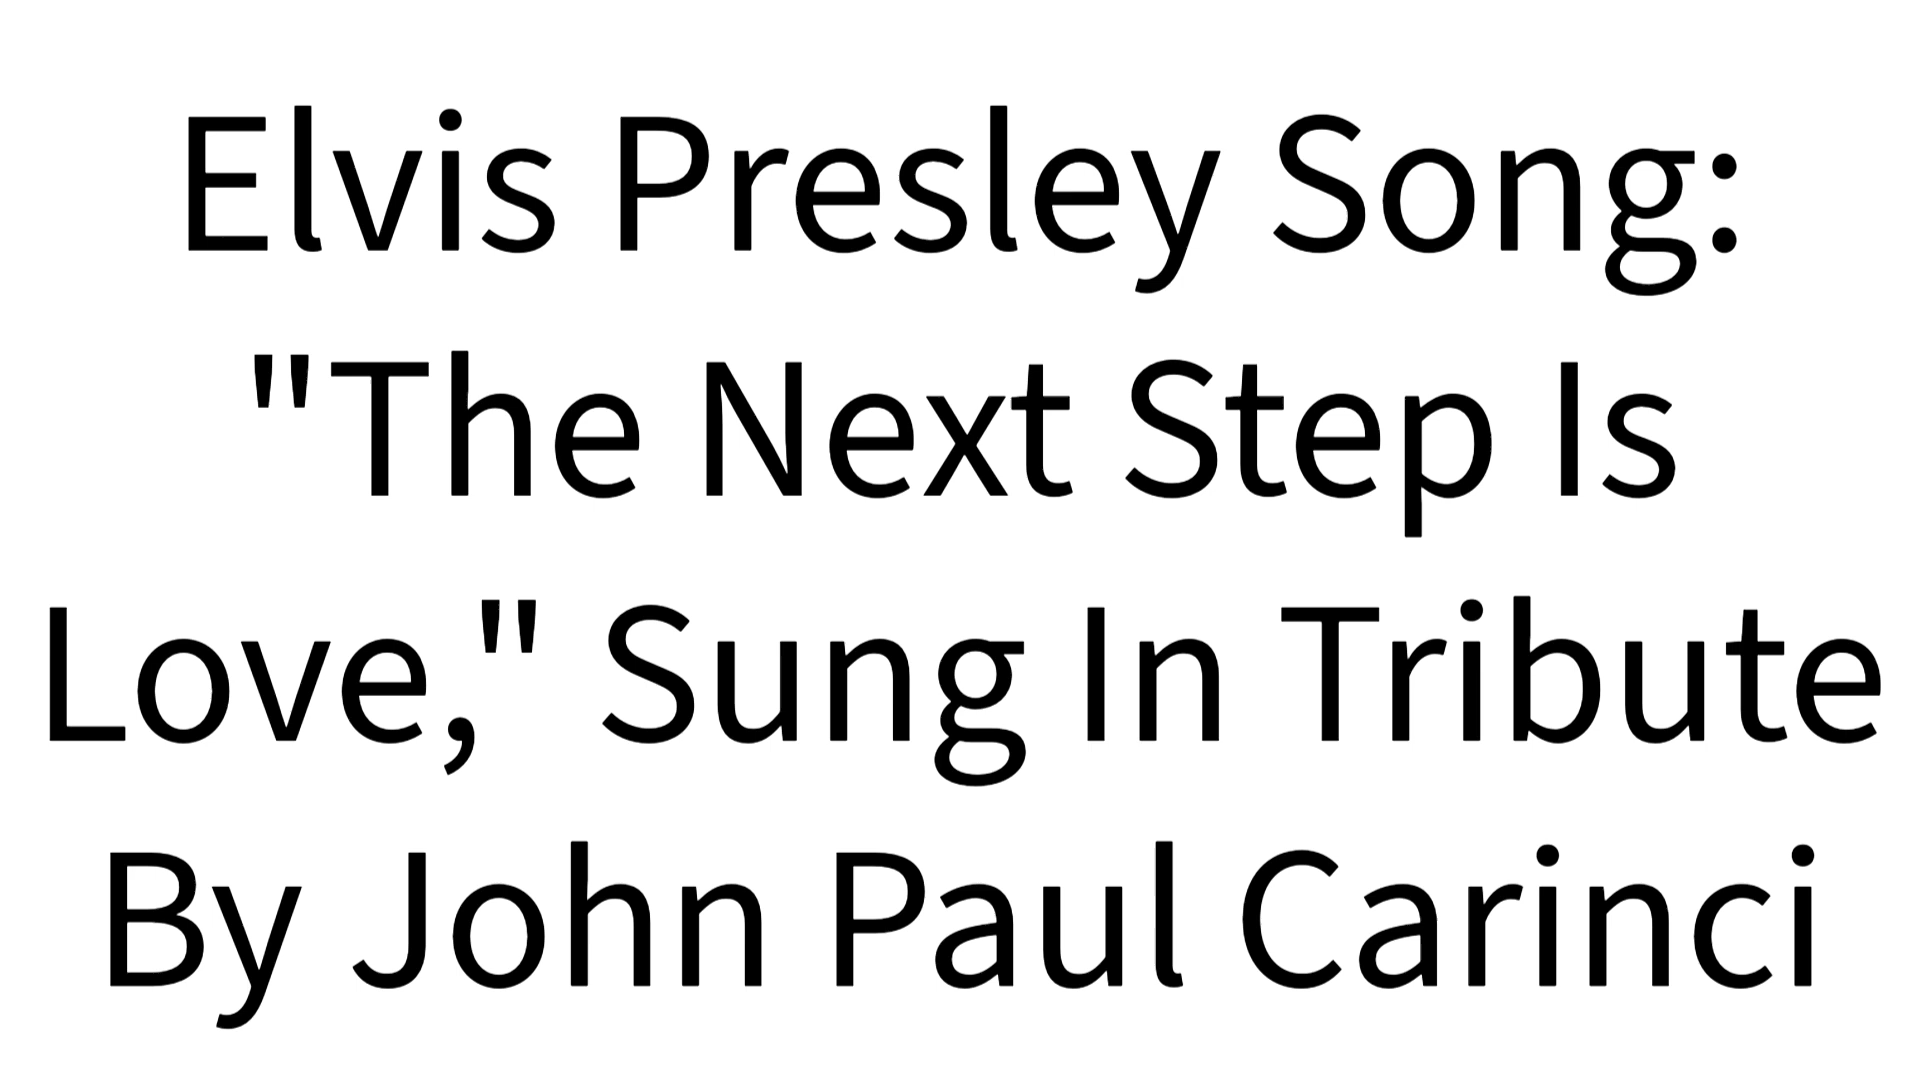 Elvis Presley Song:
"The Next Step Is
Love," Sung In Tribute
By John Paul Carinci